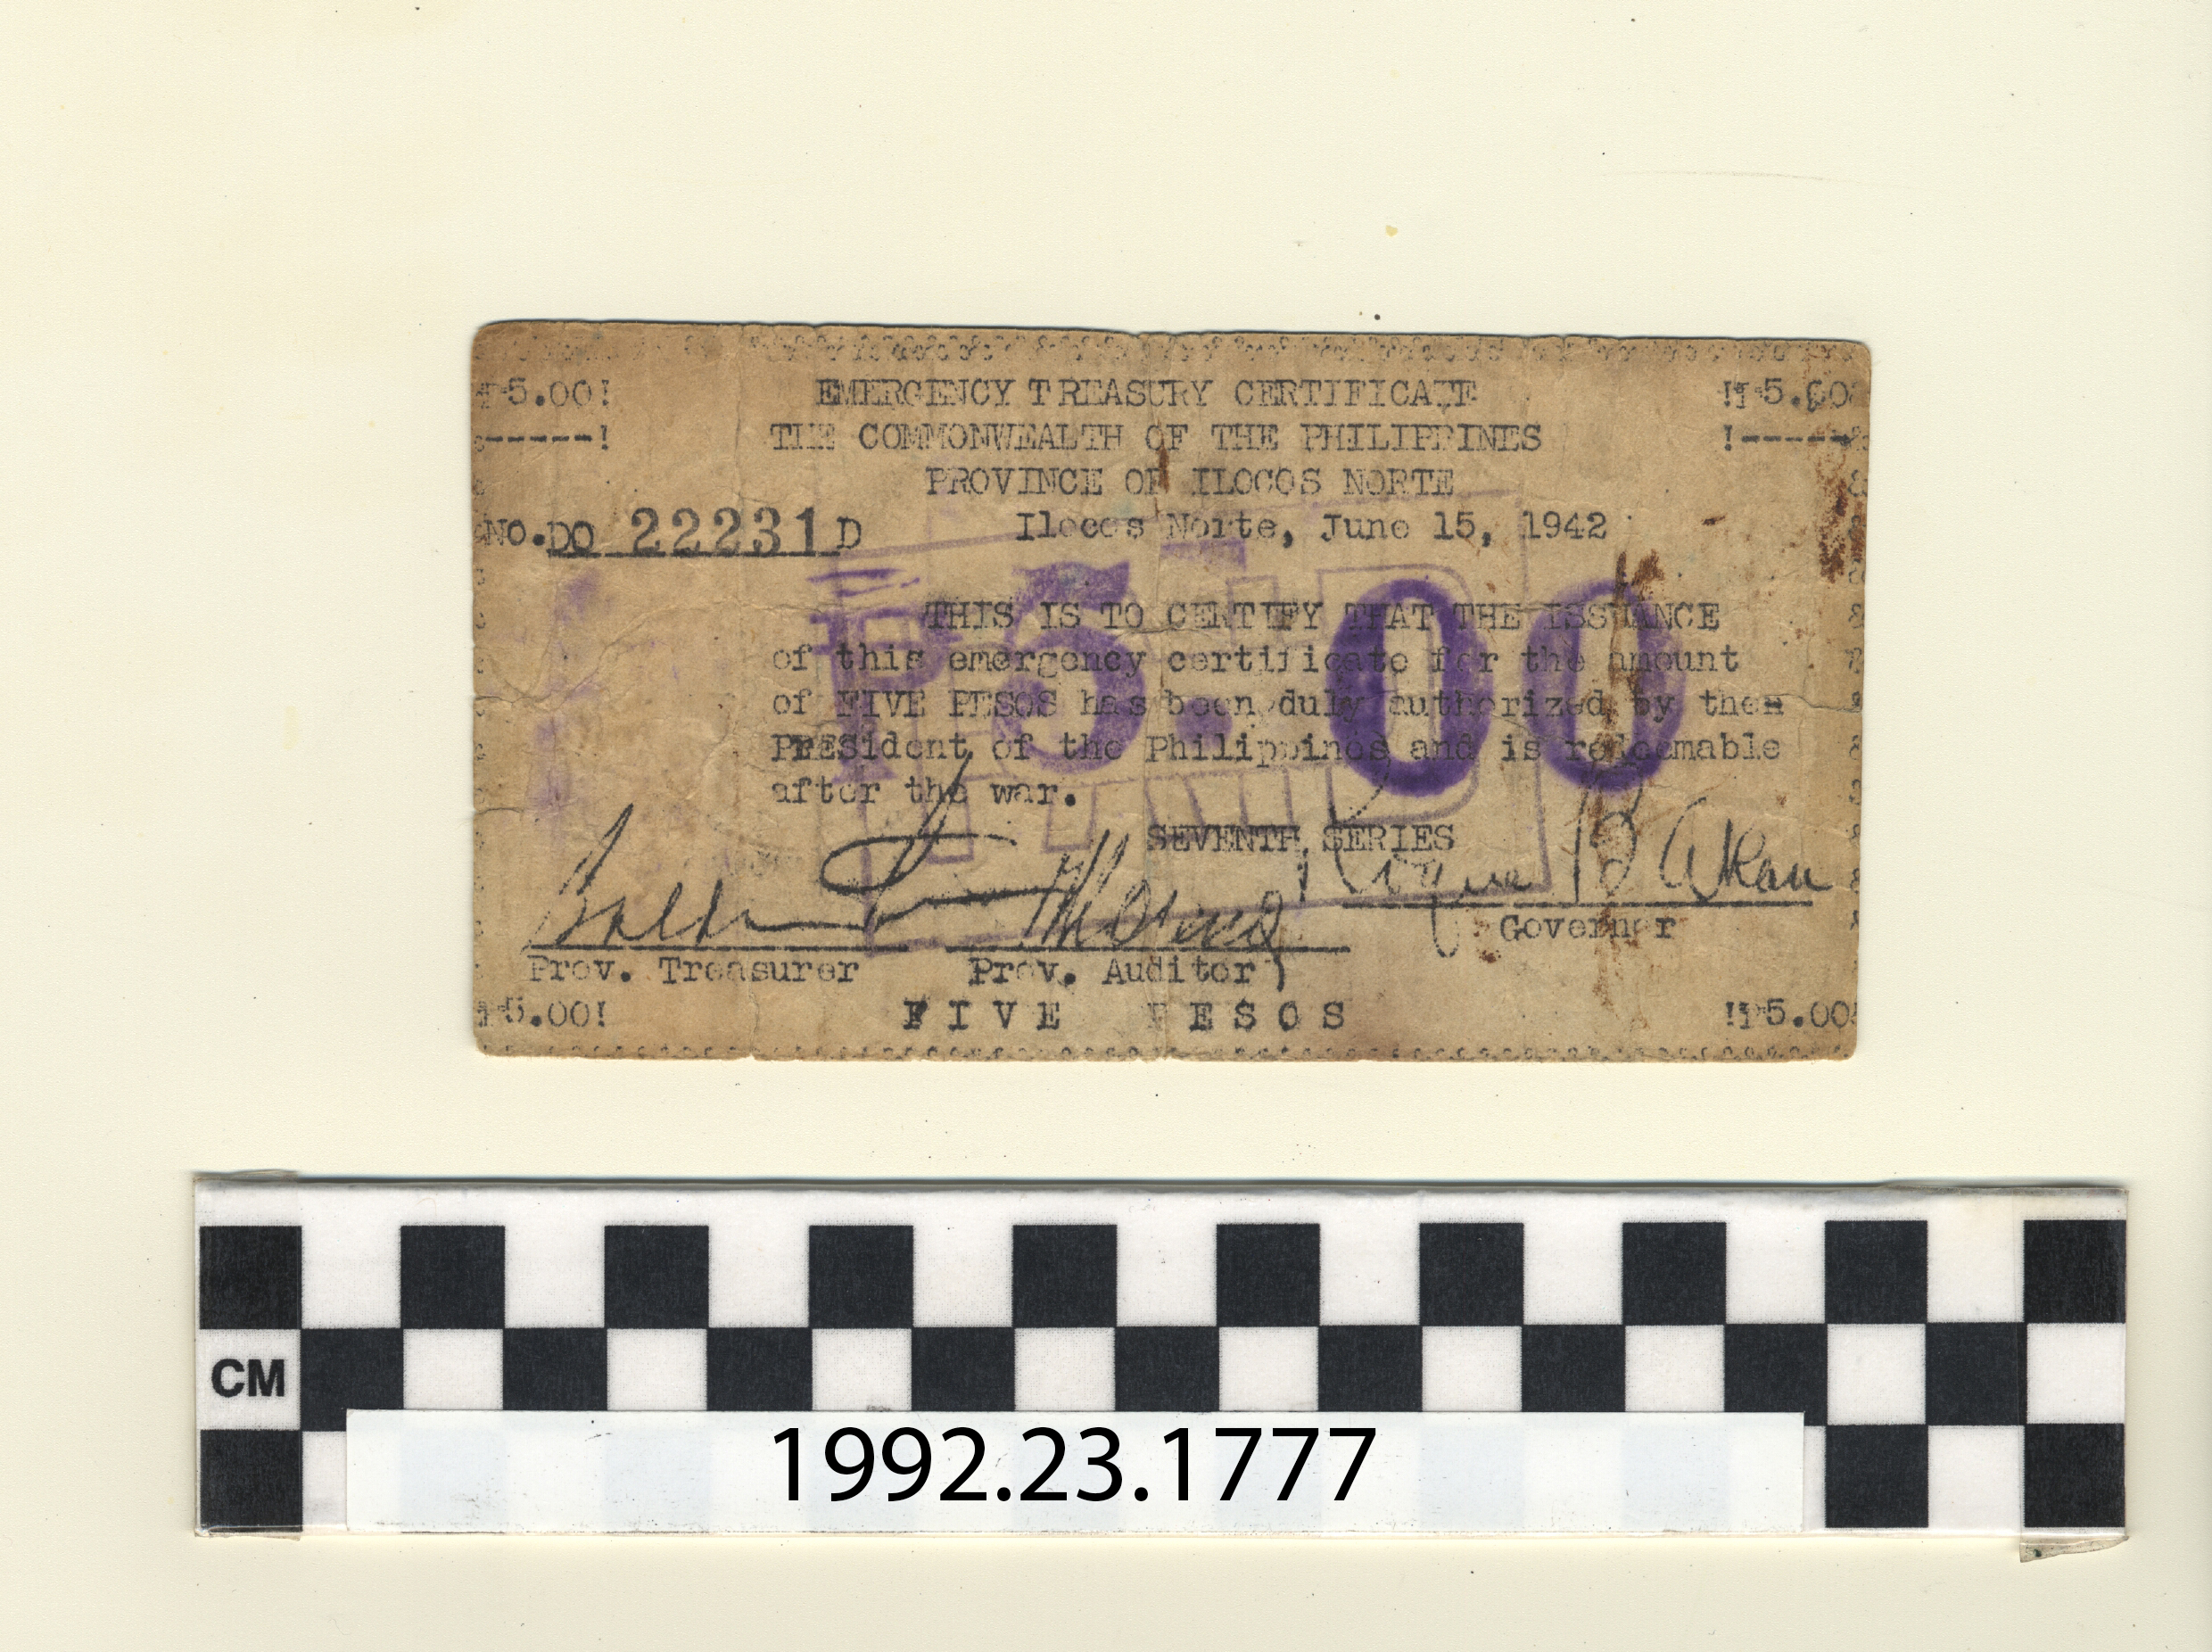 ₱5.00! EMERGENCY TREASURY CERTIFICATE !₱5.00
------! THE COMMONWEALTH OF THE PHILIPPINES !-----
PROVINCE OF ILOCOS NORTE
NO.DO 22231 D Ilocos Norte, June 15, 1942
₱5.00
PAID
THIS IS TO CERTIFY THAT THE ISSUANCE
of this emergency certificate for the amount
of FIVE PESOS has been duly authorized by the
PRESident of the Philippines and is redeemable
after the war.
SEVENTH SERIES
Roque B Ablan
Governor
Prov. Treasurer Prov. Auditor
₱5.00! FIVE PESOS !₱5.00
CM
1992.23.1777